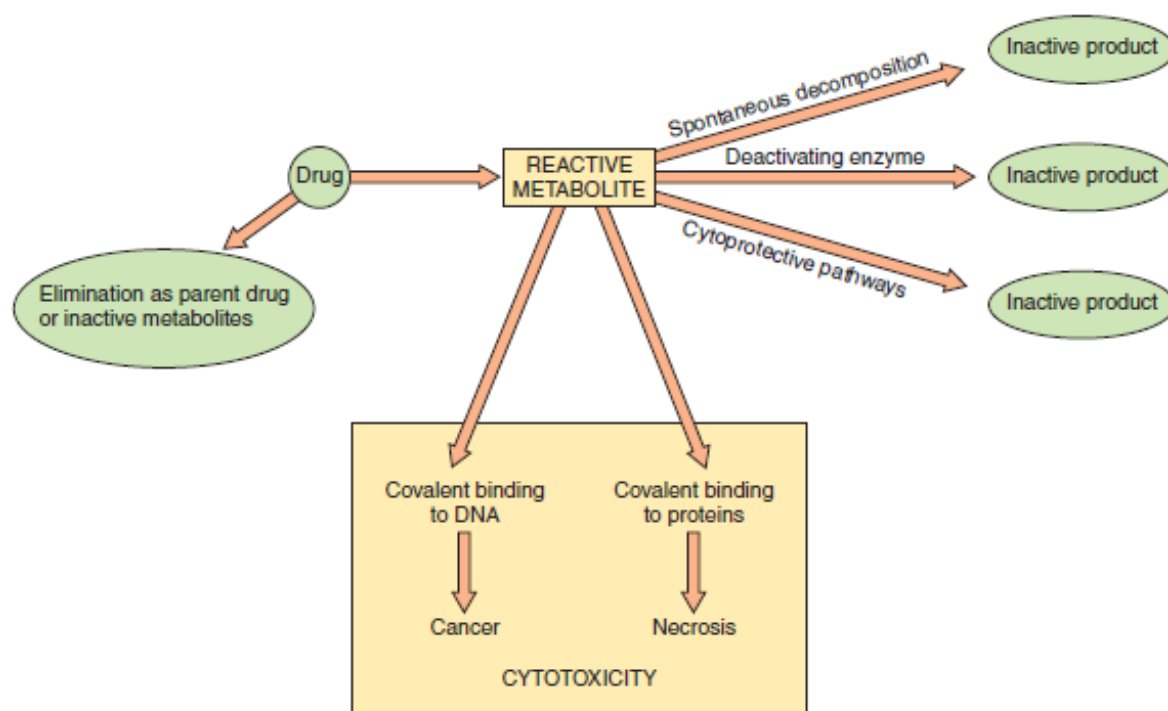 Inactive product
Spontaneous decomposition
Drug
REACTIVE
METABOLITE
Deactivating enzyme
Inactive product
Cytoprotective pathways
Elimination as parent drug
or inactive metabolites
Inactive product
Covalent binding
to DNA
Covalent binding
to proteins
Cancer
Necrosis
CYTOTOXICITY